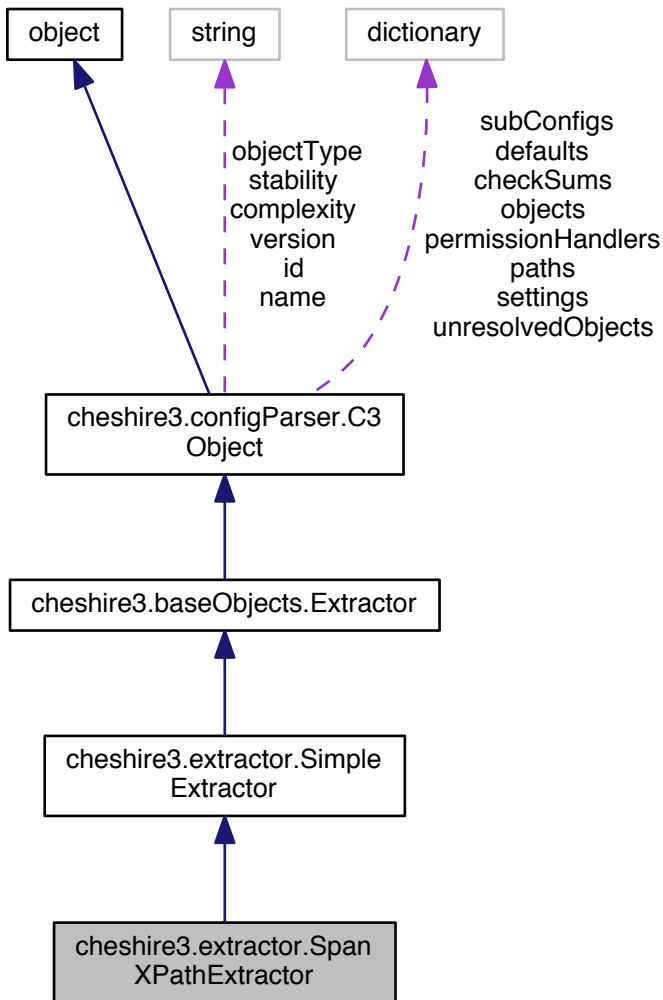 object
string
dictionary
objectType
stability
complexity
version
id
name
subConfigs
defaults
checkSums
objects
permissionHandlers
paths
settings
unresolvedObjects
cheshire3.configParser.C3
Object
cheshire3.baseObjects.Extractor
cheshire3.extractor.Simple
Extractor
cheshire3.extractor.Span
XPathExtractor